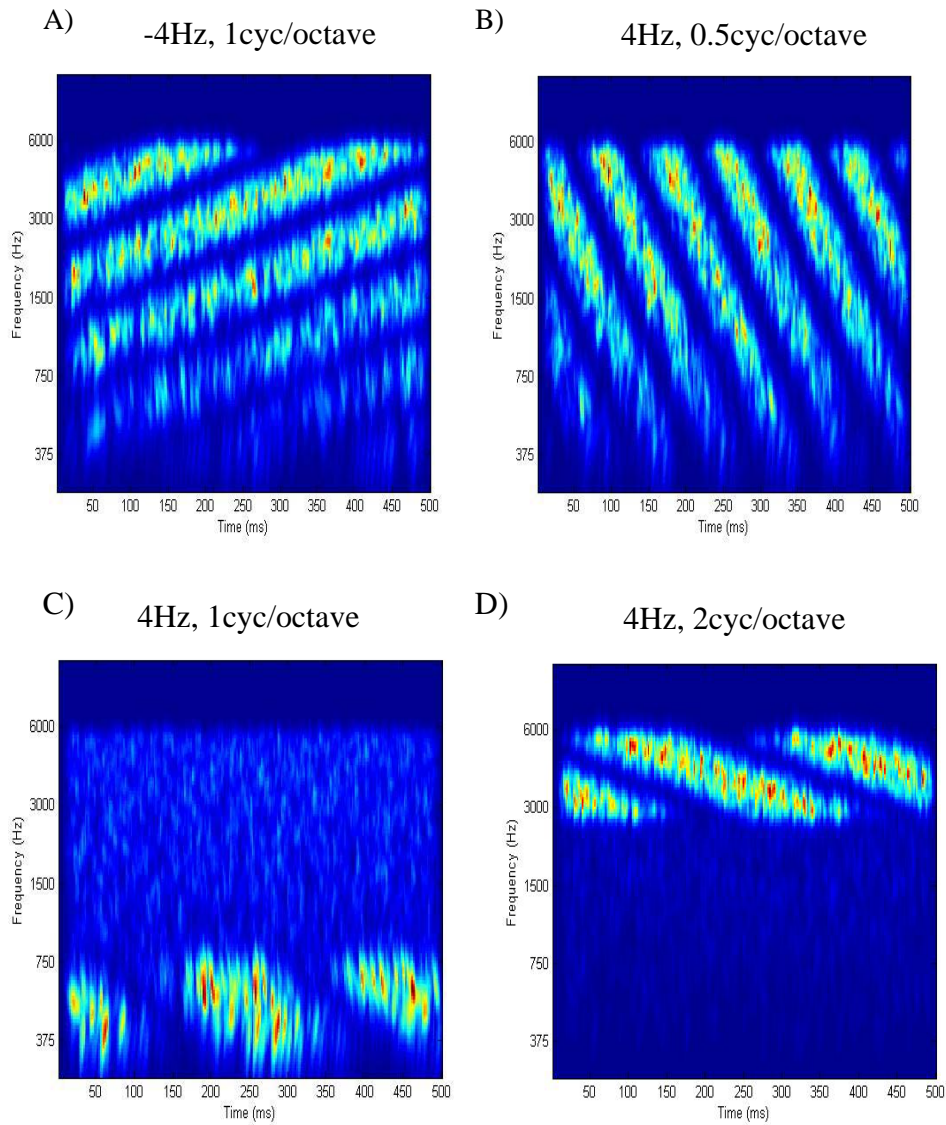 A)
-4Hz, 1cyc/octave
6000
3000
1500
750
375
Frequency (Hz)
50 100 150 200 250 300 350 400 450 500
Time (ms)
B)
4Hz, 0.5cyc/octave
6000
3000
1500
750
375
Frequency (Hz)
50 100 150 200 250 300 350 400 450 500
Time (ms)
C)
4Hz, 1cyc/octave
6000
3000
1500
750
375
Frequency (Hz)
50 100 150 200 250 300 350 400 450 500
Time (ms)
D)
4Hz, 2cyc/octave
6000
3000
1500
750
375
Frequency (Hz)
50 100 150 200 250 300 350 400 450 500
Time (ms)